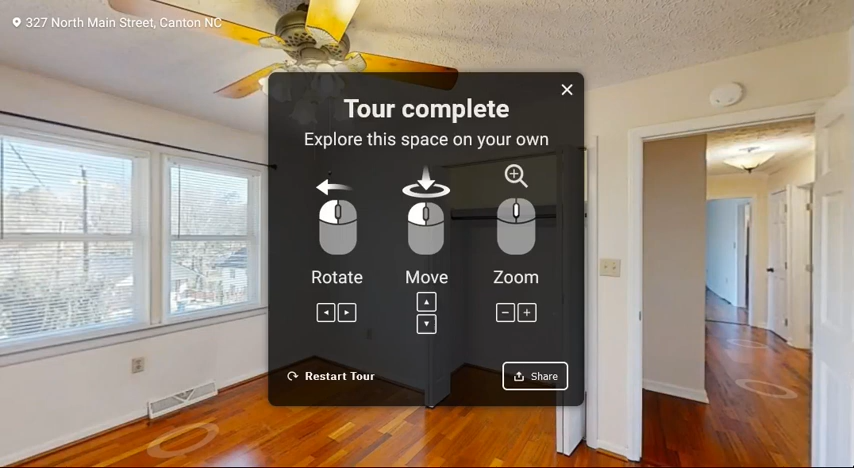 327 North Main Street, Canton NC
Tour complete
Explore this space on your own
Rotate
Move
Zoom
Restart Tour
Share